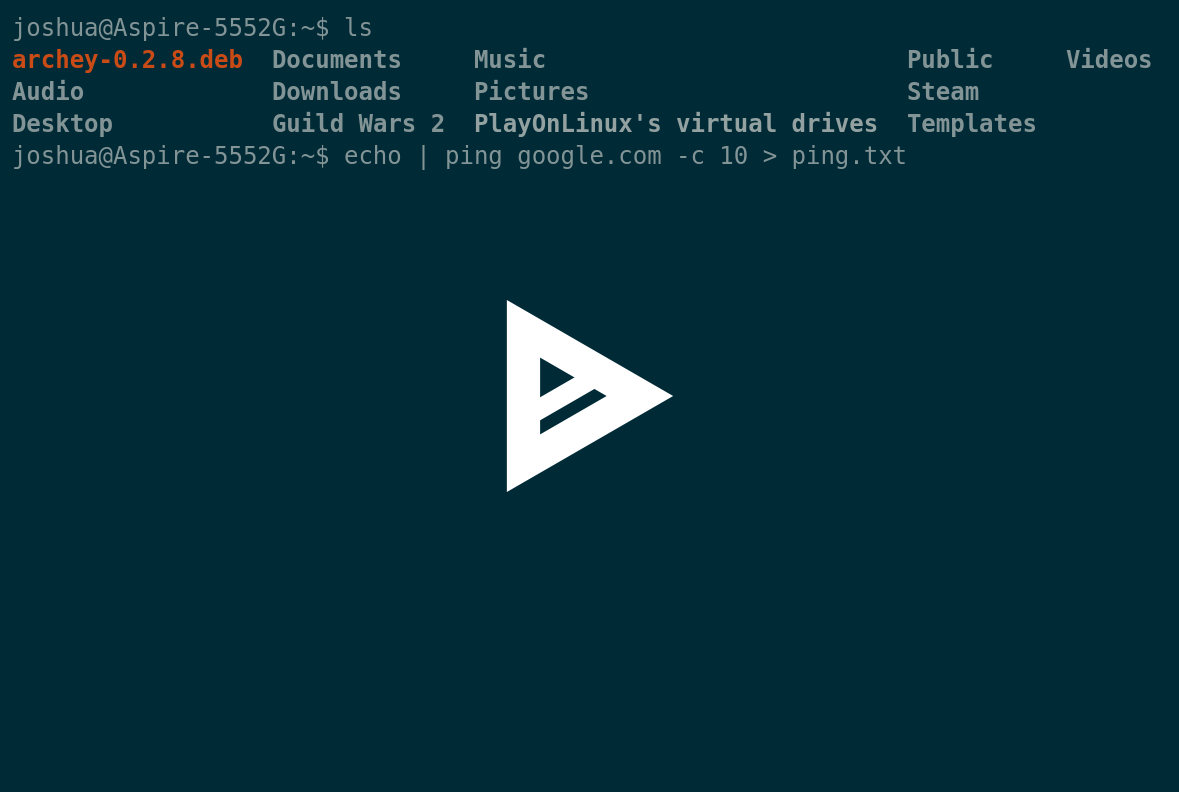 joshua@Aspire-5552G:~$ ls
archey-0.2.8.deb  Documents     Music                         Public     Videos
Audio             Downloads     Pictures                      Steam
Desktop           Guild Wars 2  PlayOnLinux's virtual drives  Templates
joshua@Aspire-5552G:~$ echo | ping google.com -c 10 > ping.txt